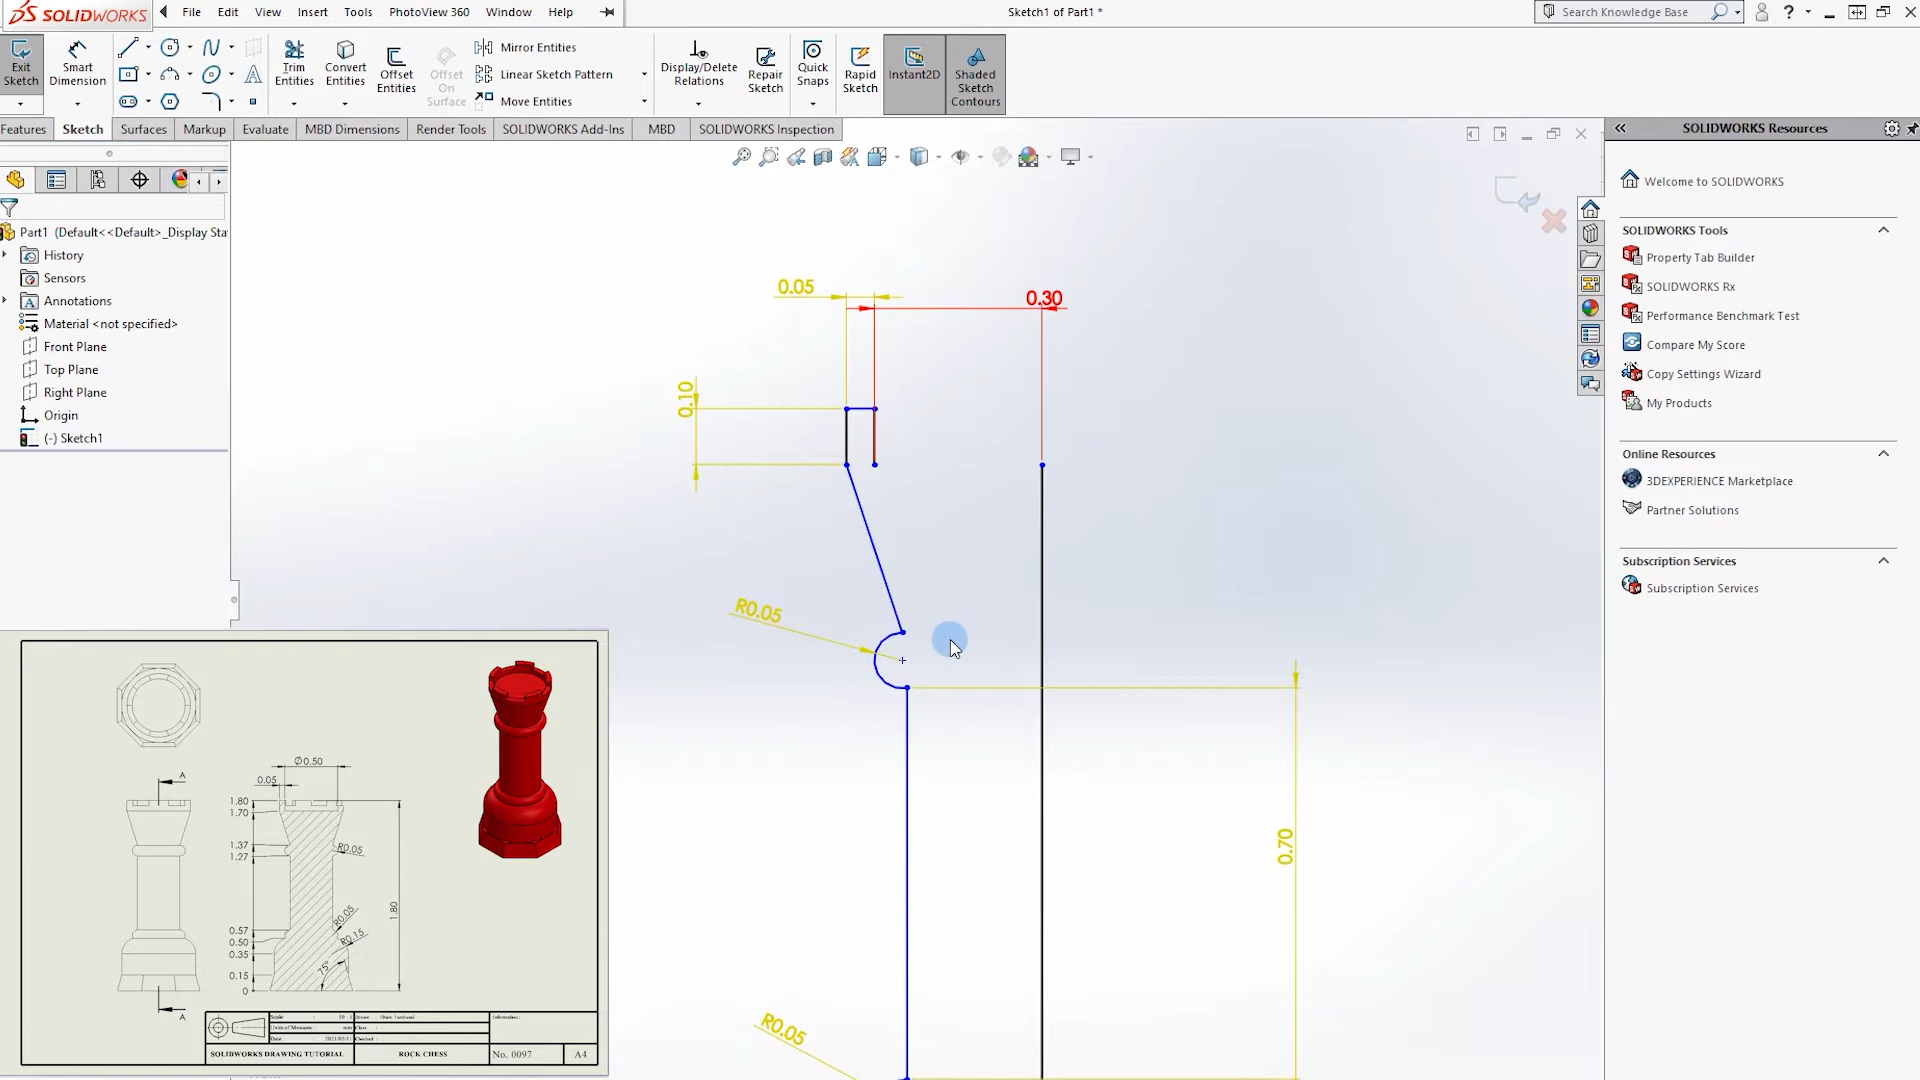 SOLIDWORKS File Edit View Insert Tools PhotoView 360 Window Help
Sketch1 of Part1 *
Search Knowledge Base
?
Exit Sketch
Smart Dimension
Trim Entities
Convert Entities
Offset Entities
Offset On Surface
Mirror Entities
Linear Sketch Pattern
Move Entities
Display/Delete Relations
Repair Sketch
Quick Snaps
Rapid Sketch
Instant2D
Shaded Sketch Contours
Features Sketch Surfaces Markup Evaluate MBD Dimensions Render Tools SOLIDWORKS Add-Ins MBD SOLIDWORKS Inspection
Part1 (Default<<Default>_Display Sta
History
Sensors
Annotations
Material <not specified>
Front Plane
Top Plane
Right Plane
Origin
(-) Sketch1
0.05
0.30
0.10
R0.05
0.70
R0.05
A
Ø0.50
0.05
1.80
1.70
1.37
1.27
R0.05
1.80
R0.05
0.57
0.50
R0.15
0.35
75°
0.15
0
A
SOLIDWORKS DRAWING TUTORIAL
ROCK CHESS
No. 0097
A4
SOLIDWORKS Resources
Welcome to SOLIDWORKS
SOLIDWORKS Tools
Property Tab Builder
SOLIDWORKS Rx
Performance Benchmark Test
Compare My Score
Copy Settings Wizard
My Products
Online Resources
3DEXPERIENCE Marketplace
Partner Solutions
Subscription Services
Subscription Services